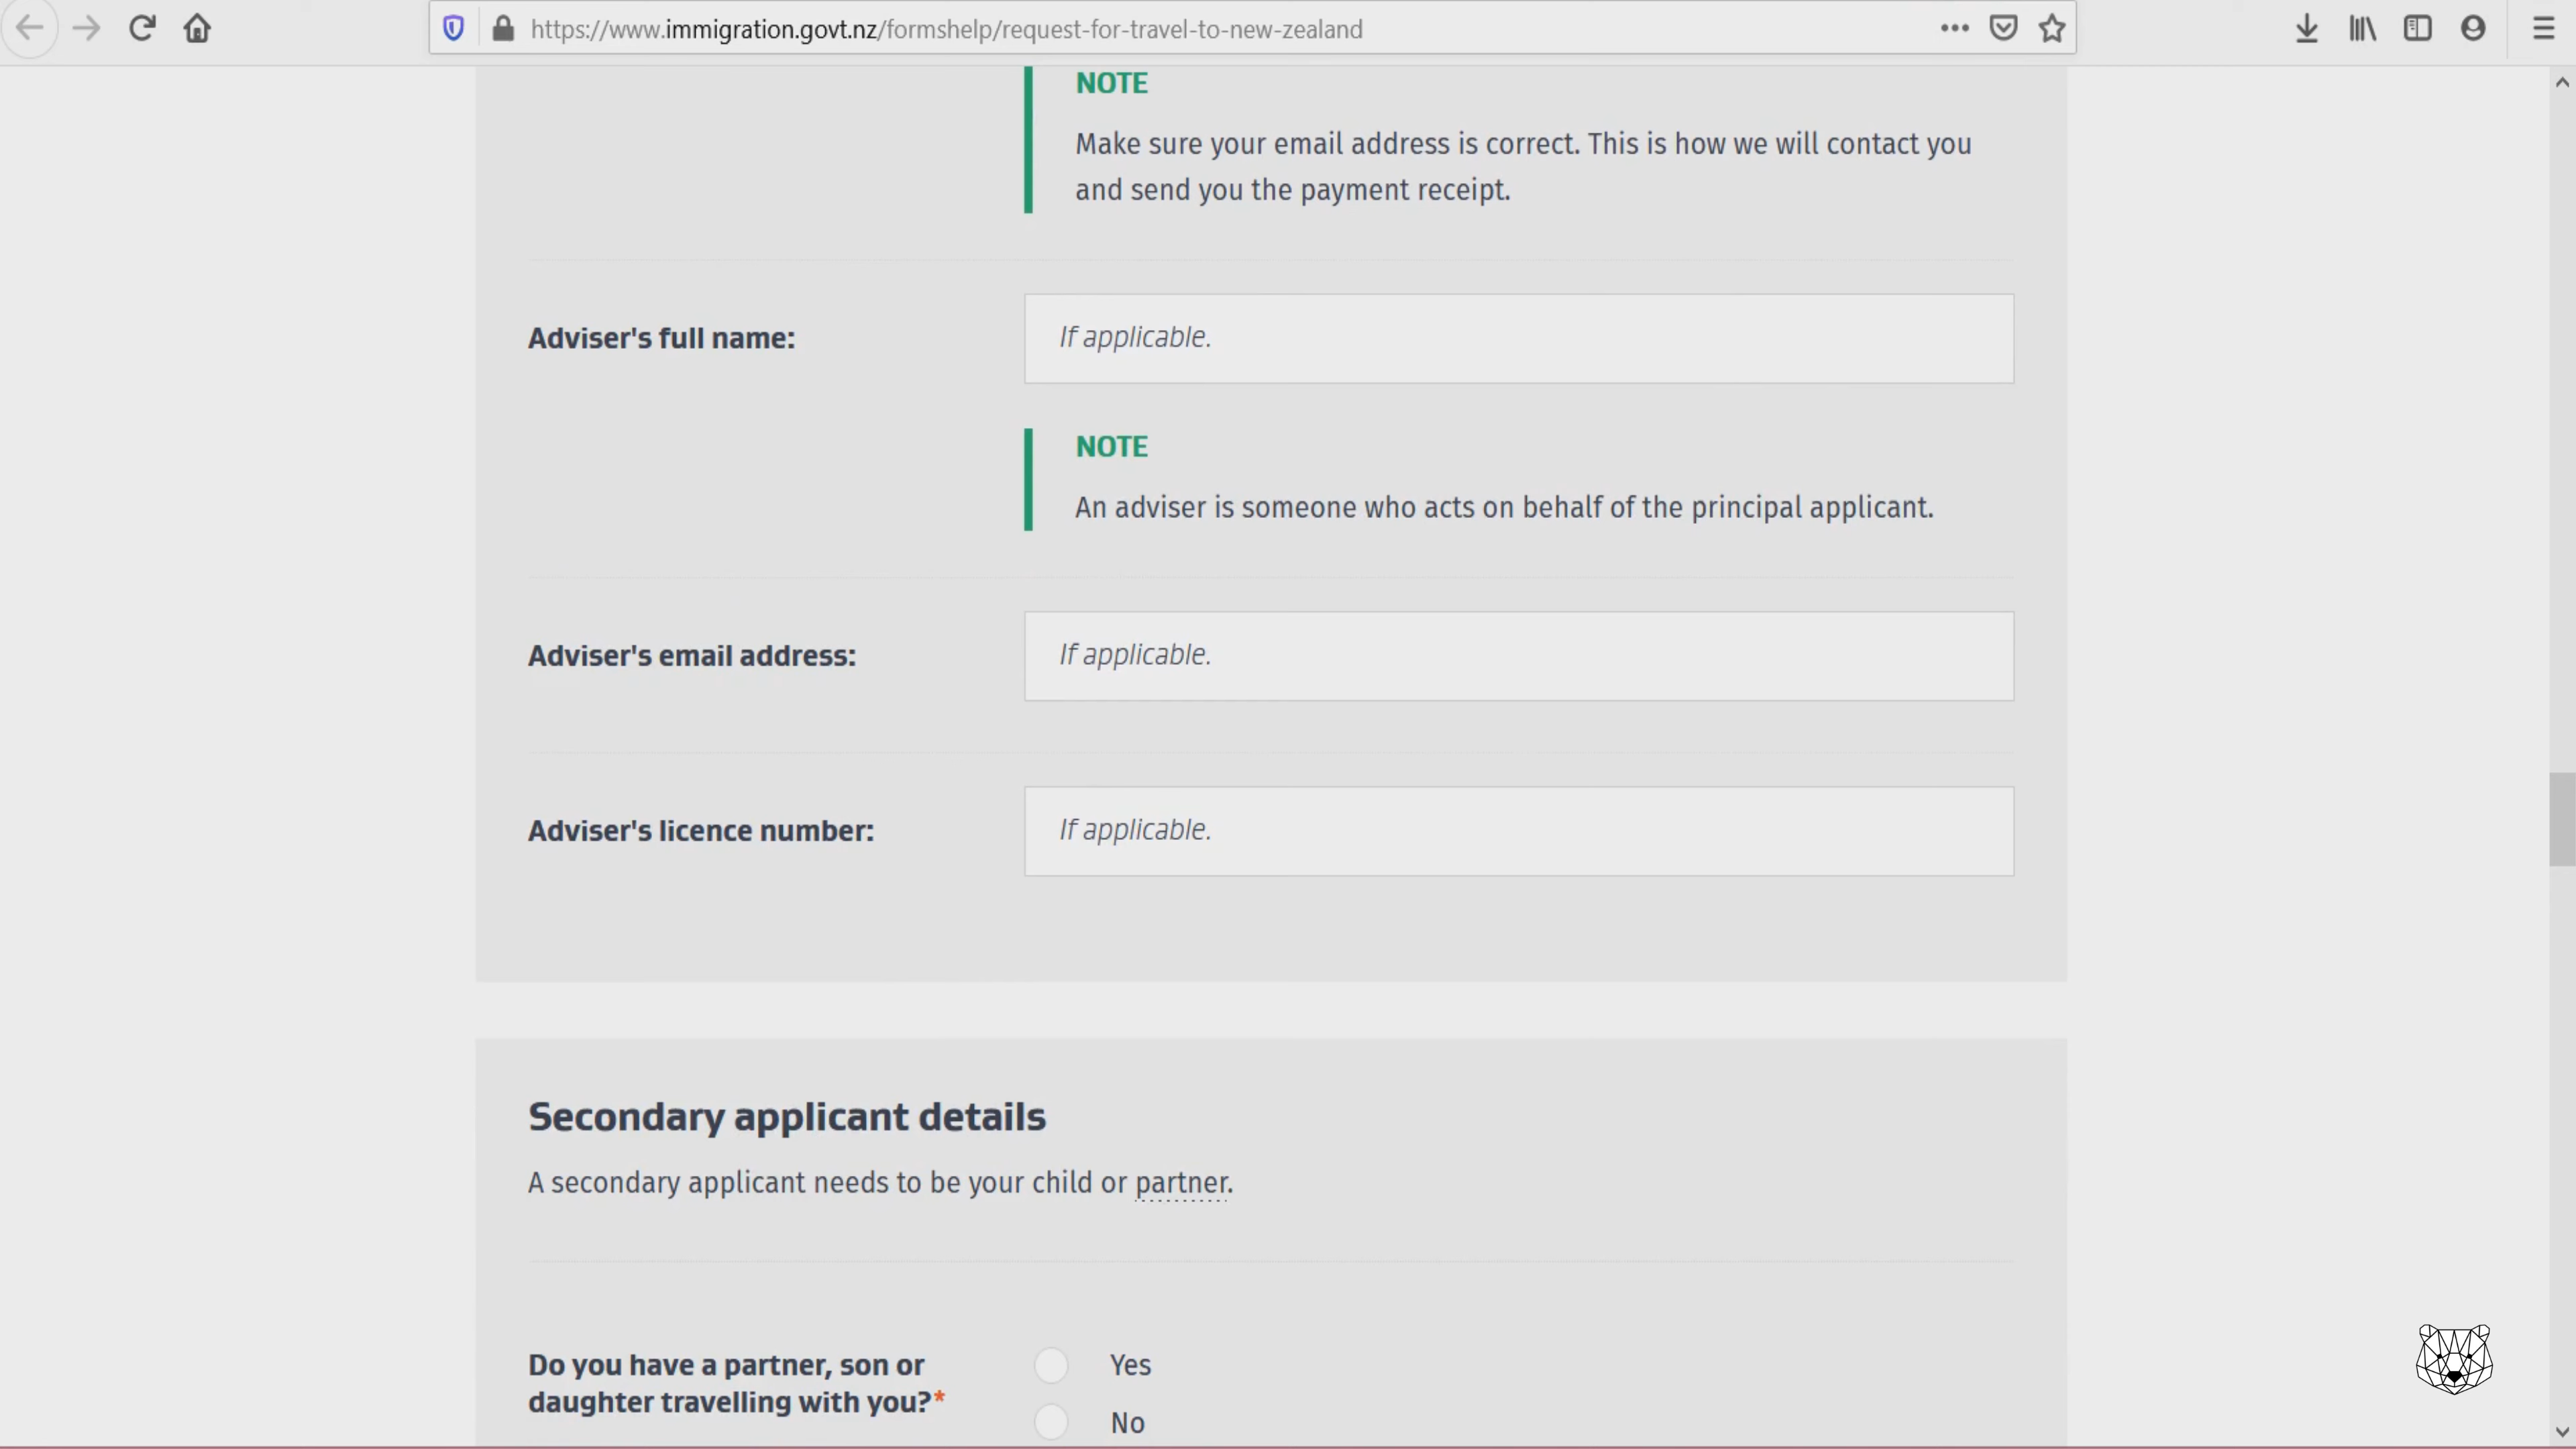 https://www.immigration.govt.nz/formshelp/request-for-travel-to-new-zealand
NOTE
Make sure your email address is correct. This is how we will contact you
and send you the payment receipt.
Adviser's full name:
If applicable.
NOTE
An adviser is someone who acts on behalf of the principal applicant.
Adviser's email address:
If applicable.
Adviser's licence number:
If applicable.
Secondary applicant details
A secondary applicant needs to be your child or partner.
Do you have a partner, son or
daughter travelling with you?*
Yes
No